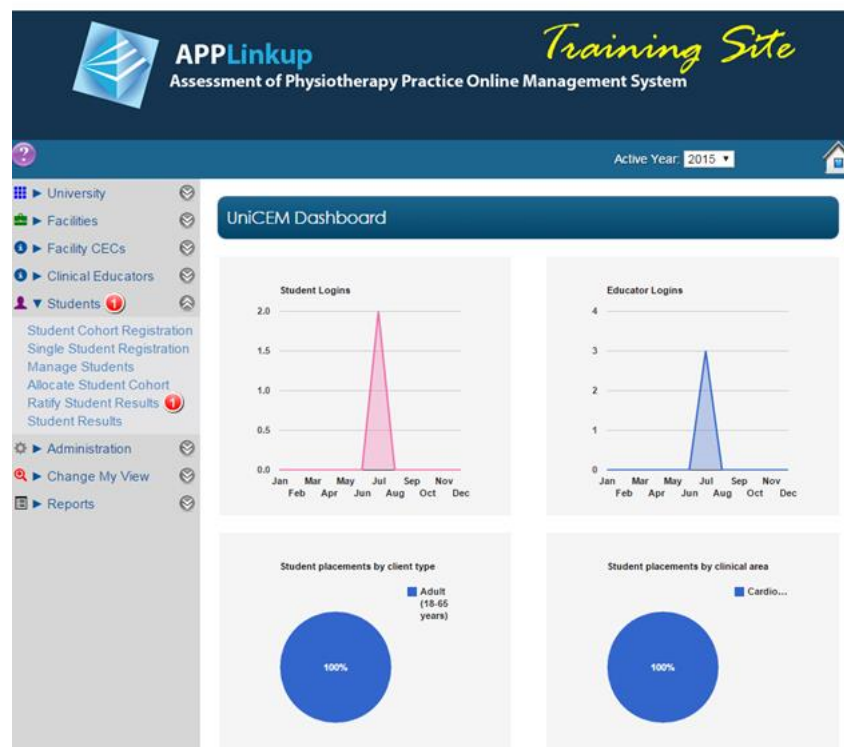 Training Site
APPLinkup
Assessment of Physiotherapy Practice Online Management System
?
Active Year: 2015
University
Facilities
Facility CECs
Clinical Educators
Students 1
Student Cohort Registration
Single Student Registration
Manage Students
Allocate Student Cohort
Ratify Student Results 1
Student Results
Administration
Change My View
Reports
UniCEM Dashboard
Student Logins
2.0
1.5
1.0
0.5
0.0
Jan Mar May Jul Sep Nov
Feb Apr Jun Aug Oct Dec
Educator Logins
4
3
2
1
0
Jan Mar May Jul Sep Nov
Feb Apr Jun Aug Oct Dec
Student placements by client type
Adult
(18-65
years)
100%
Student placements by clinical area
Cardio...
100%